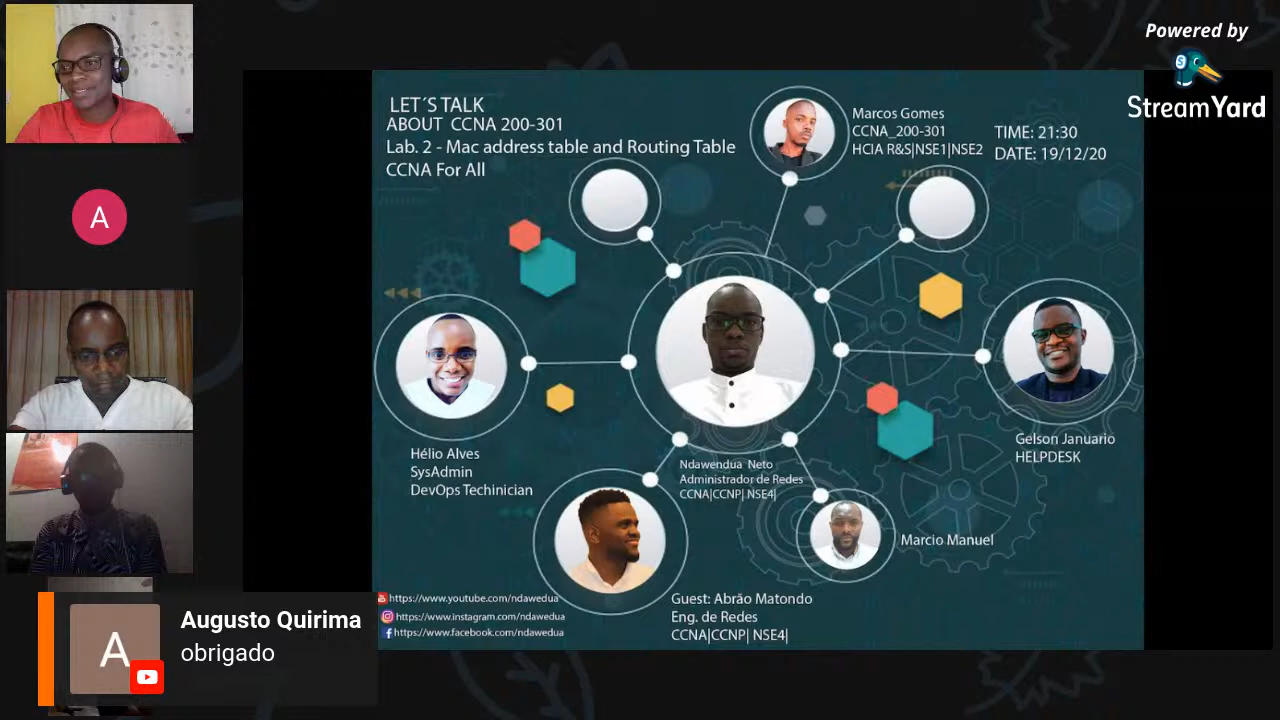 Powered by
StreamYard
LET´S TALK
ABOUT CCNA 200-301
Lab. 2 - Mac address table and Routing Table
CCNA For All
Marcos Gomes
CCNA_200-301
HCIA R&S|NSE1|NSE2
TIME: 21:30
DATE: 19/12/20
A
Hélio Alves
SysAdmin
DevOps Techinician
Ndawendua Neto
Administrador de Redes
CCNA|CCNP| NSE4|
Gelson Januario
HELPDESK
Marcio Manuel
Guest: Abrão Matondo
Eng. de Redes
CCNA|CCNP| NSE4|
https://www.youtube.com/ndawedua
https://www.instagram.com/ndawedua
https://www.facebook.com/ndawedua
A
Augusto Quirima
obrigado